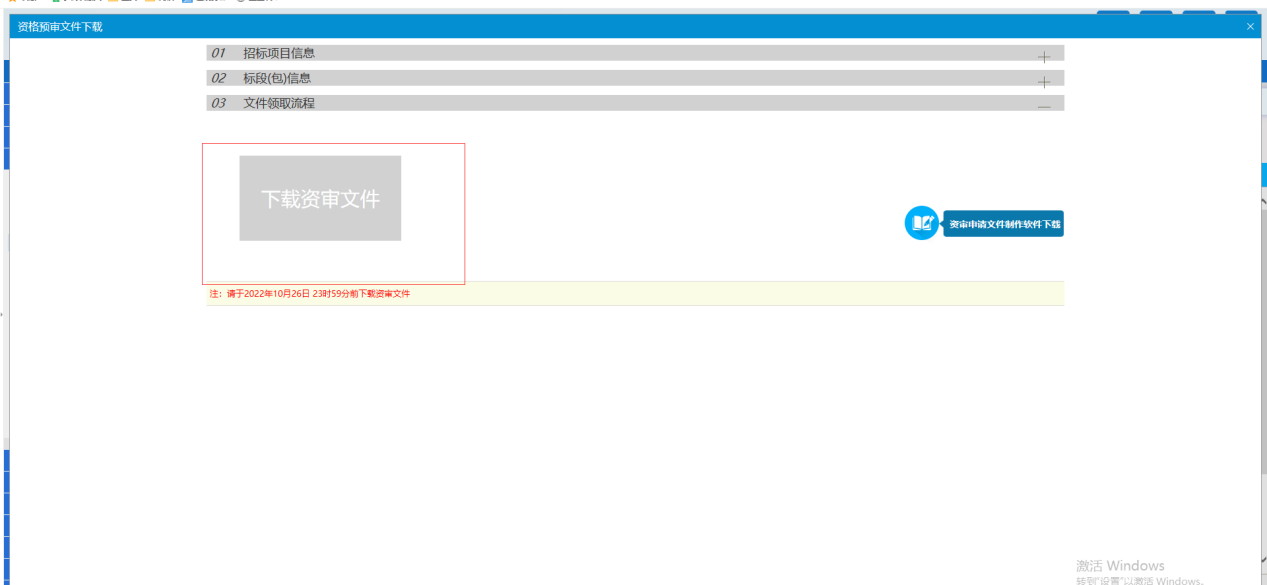 资格预审文件下载
01 招标项目信息
02 标段(包)信息
03 文件领取流程
下载资审文件
资审申请文件制作软件下载
注：请于2022年10月26日 23时59分前下载资审文件
激活 Windows
转到"设置"以激活 Windows。